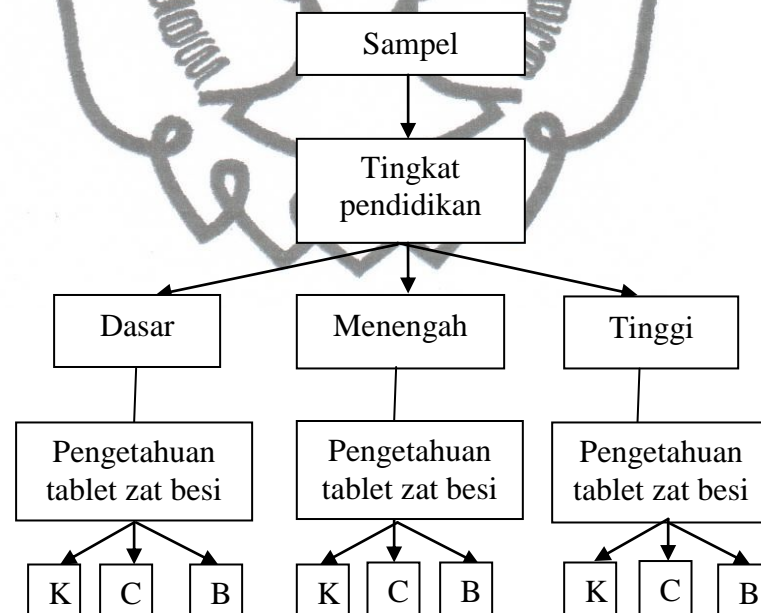 Sampel
Tingkat
pendidikan
Dasar
Menengah
Tinggi
Pengetahuan
tablet zat besi
Pengetahuan
tablet zat besi
Pengetahuan
tablet zat besi
K C B K C B K C B